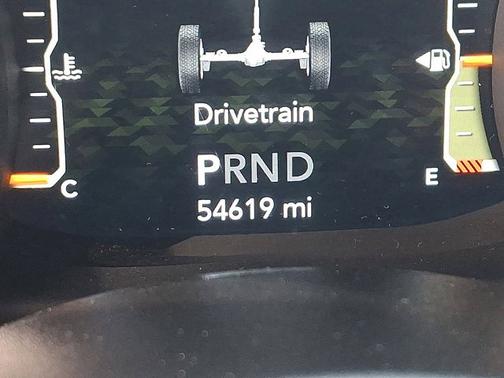 Drivetrain
PRND
C
E
54619 mi